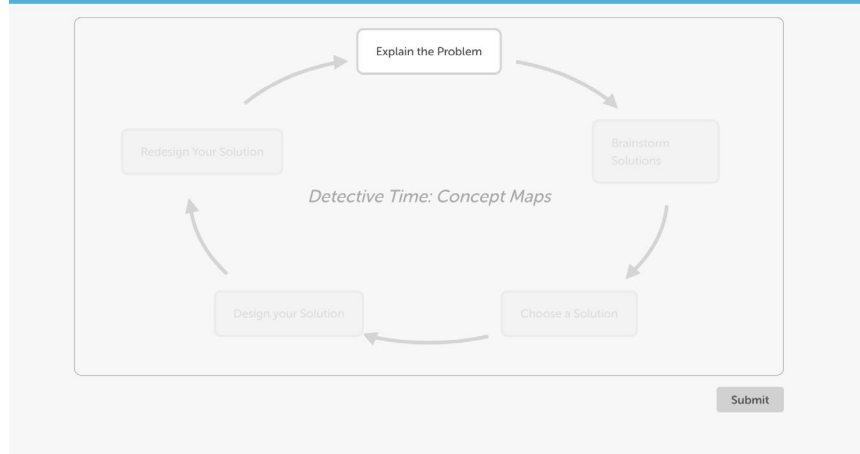 Explain the Problem
Brainstorm
Solutions
Redesign Your Solution
Detective Time: Concept Maps
Design your Solution
Choose a Solution
Submit